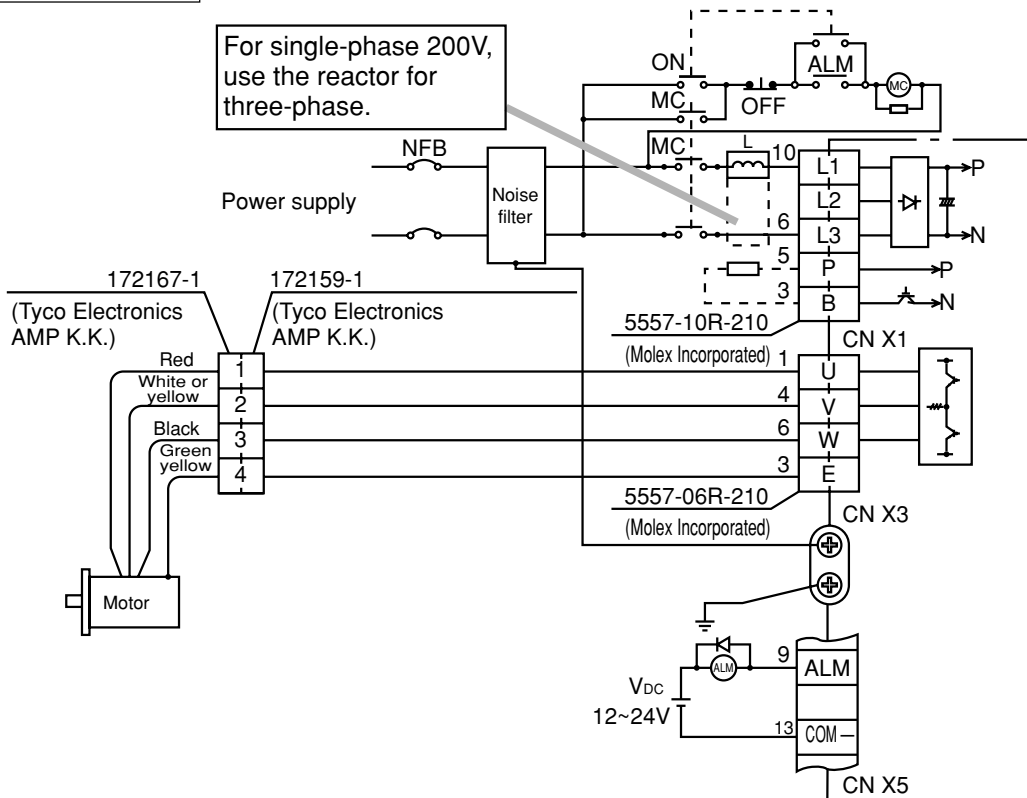 For single-phase 200V,
use the reactor for
three-phase.
ON
ALM
MC
OFF
MC
NFB
MC
L
10
L1
P
Power supply
Noise
filter
L2
6
L3
N
5
P
P
3
B
N
172167-1
172159-1
(Tyco Electronics
AMP K.K.)
(Tyco Electronics
AMP K.K.)
5557-10R-210
(Molex Incorporated)
CN X1
Red
1
1
U
White or
yellow
2
4
V
Black
3
6
W
Green
yellow
4
3
E
5557-06R-210
(Molex Incorporated)
CN X3
Motor
ALM
9
ALM
VDC
12~24V
13
COM –
CN X5